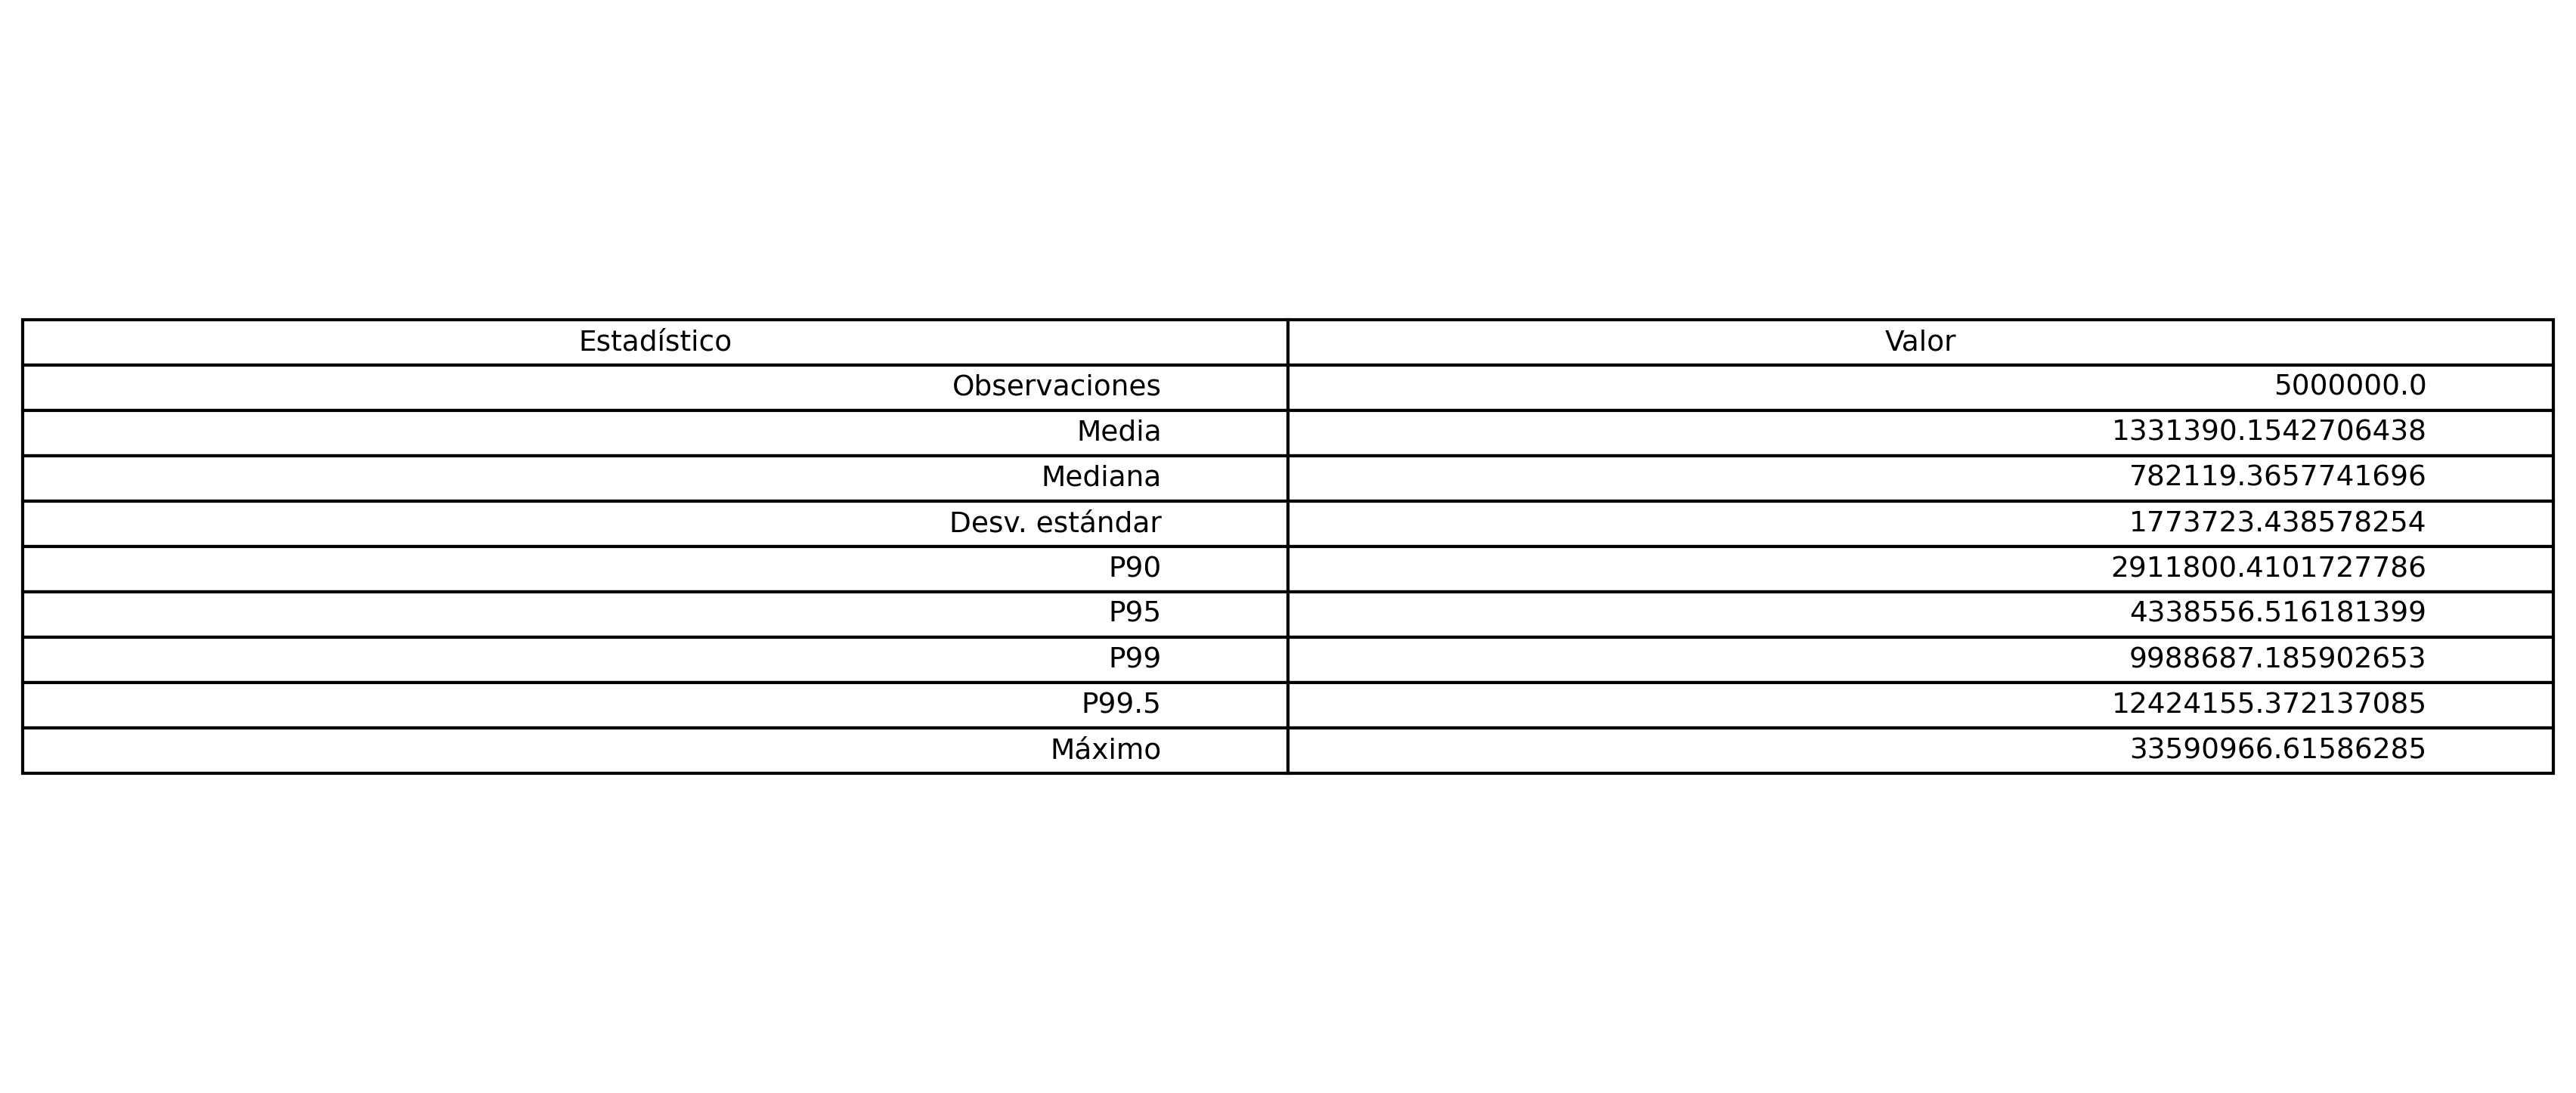 Estadístico Valor
Observaciones 5000000.0
Media 1331390.1542706438
Mediana 782119.3657741696
Desv. estándar 1773723.438578254
P90 2911800.4101727786
P95 4338556.516181399
P99 9988687.185902653
P99.5 12424155.372137085
Máximo 33590966.61586285